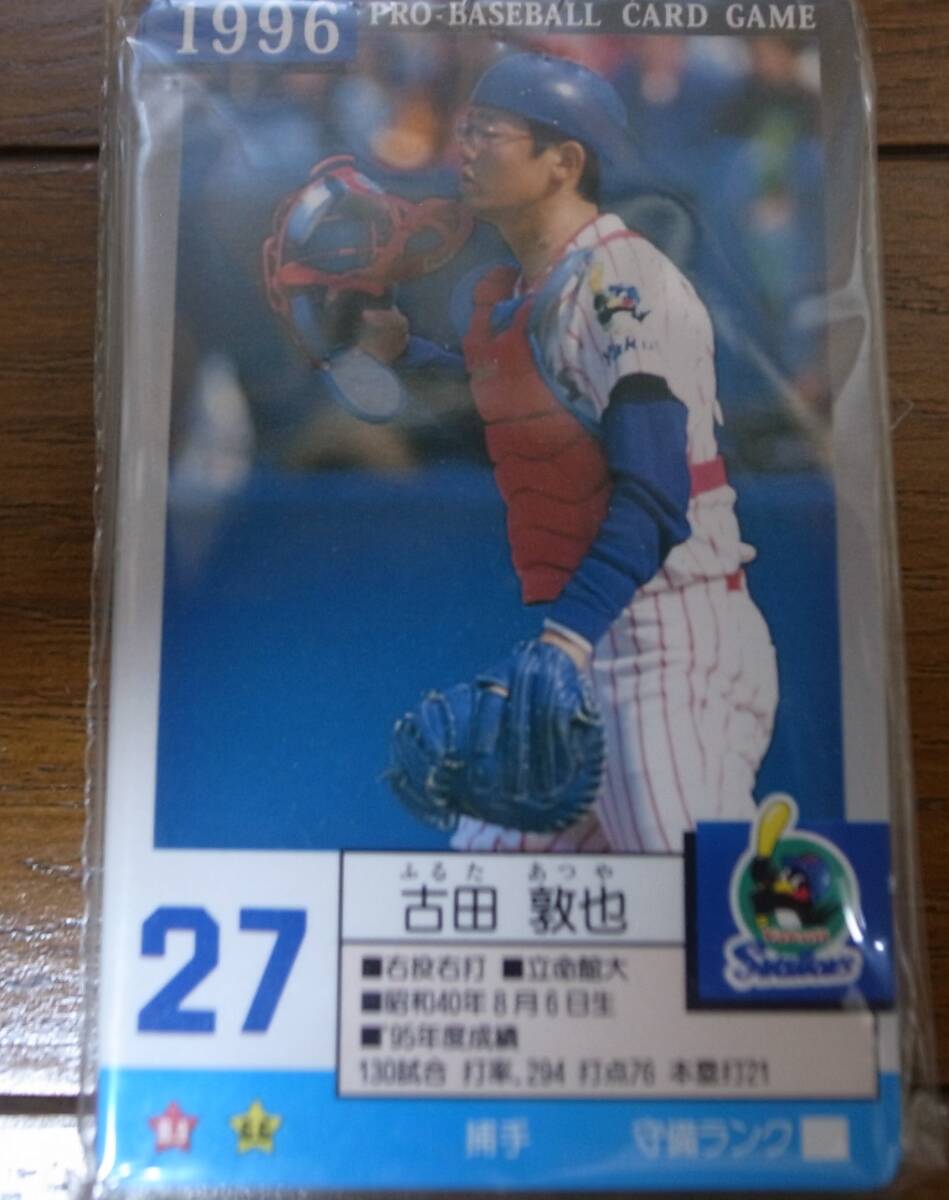 1996 PRO-BASEBALL CARD GAME
27
ふるた あつや
古田 敦也
■右投右打 ■立命館大
■昭和40年8月6日生
■'95年度成績
130試合 打率.294 打点76 本塁打21
Swallows
捕手 守備ランク